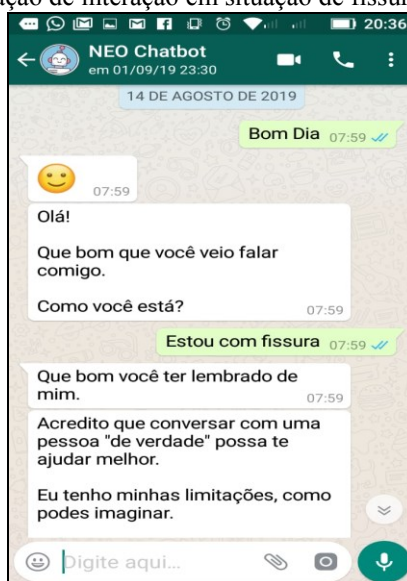 ção de interação em situação de fissur
20:36
NEO Chatbot
em 01/09/19 23:30
14 DE AGOSTO DE 2019
Bom Dia 07:59
07:59
Olá!
Que bom que você veio falar
comigo.
Como você está? 07:59
Estou com fissura 07:59
Que bom você ter lembrado de
mim. 07:59
Acredito que conversar com uma
pessoa "de verdade" possa te
ajudar melhor.
Eu tenho minhas limitações, como
podes imaginar.
Digite aqui...